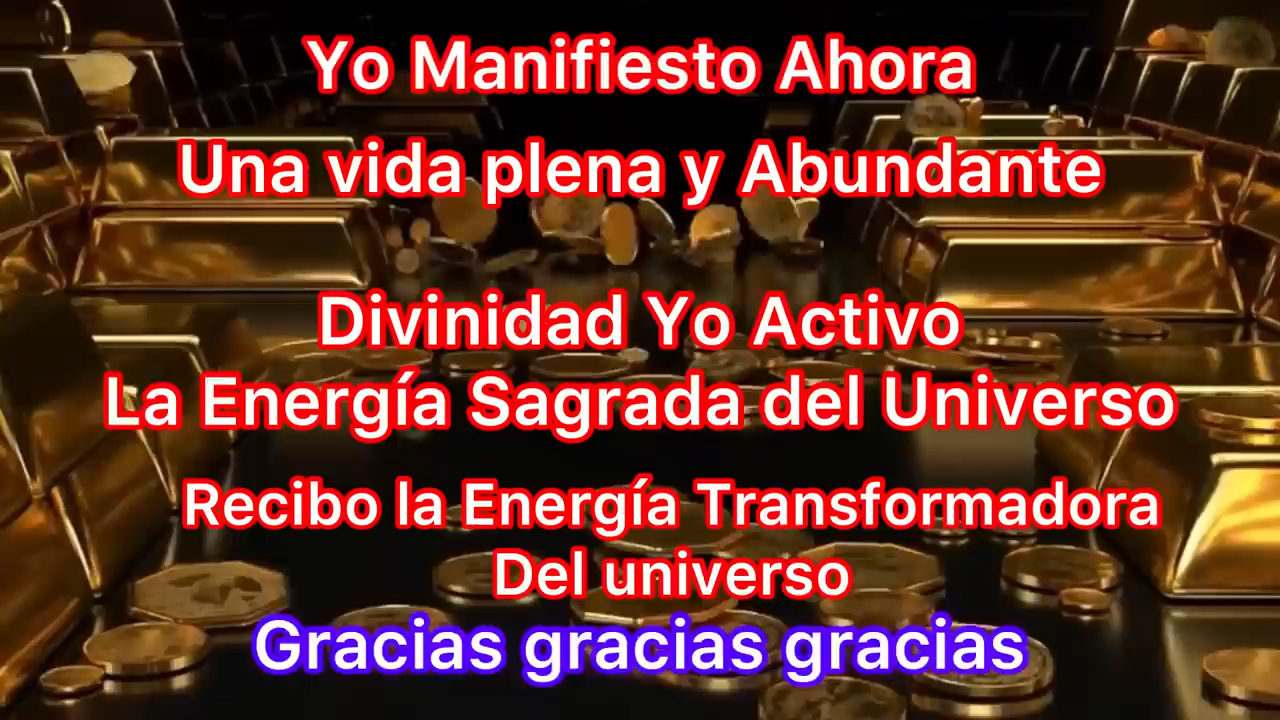 Yo Manifiesto Ahora
Una vida plena y Abundante
Divinidad Yo Activo
La Energía Sagrada del Universo
Recibo la Energía Transformadora
Del universo
Gracias gracias gracias